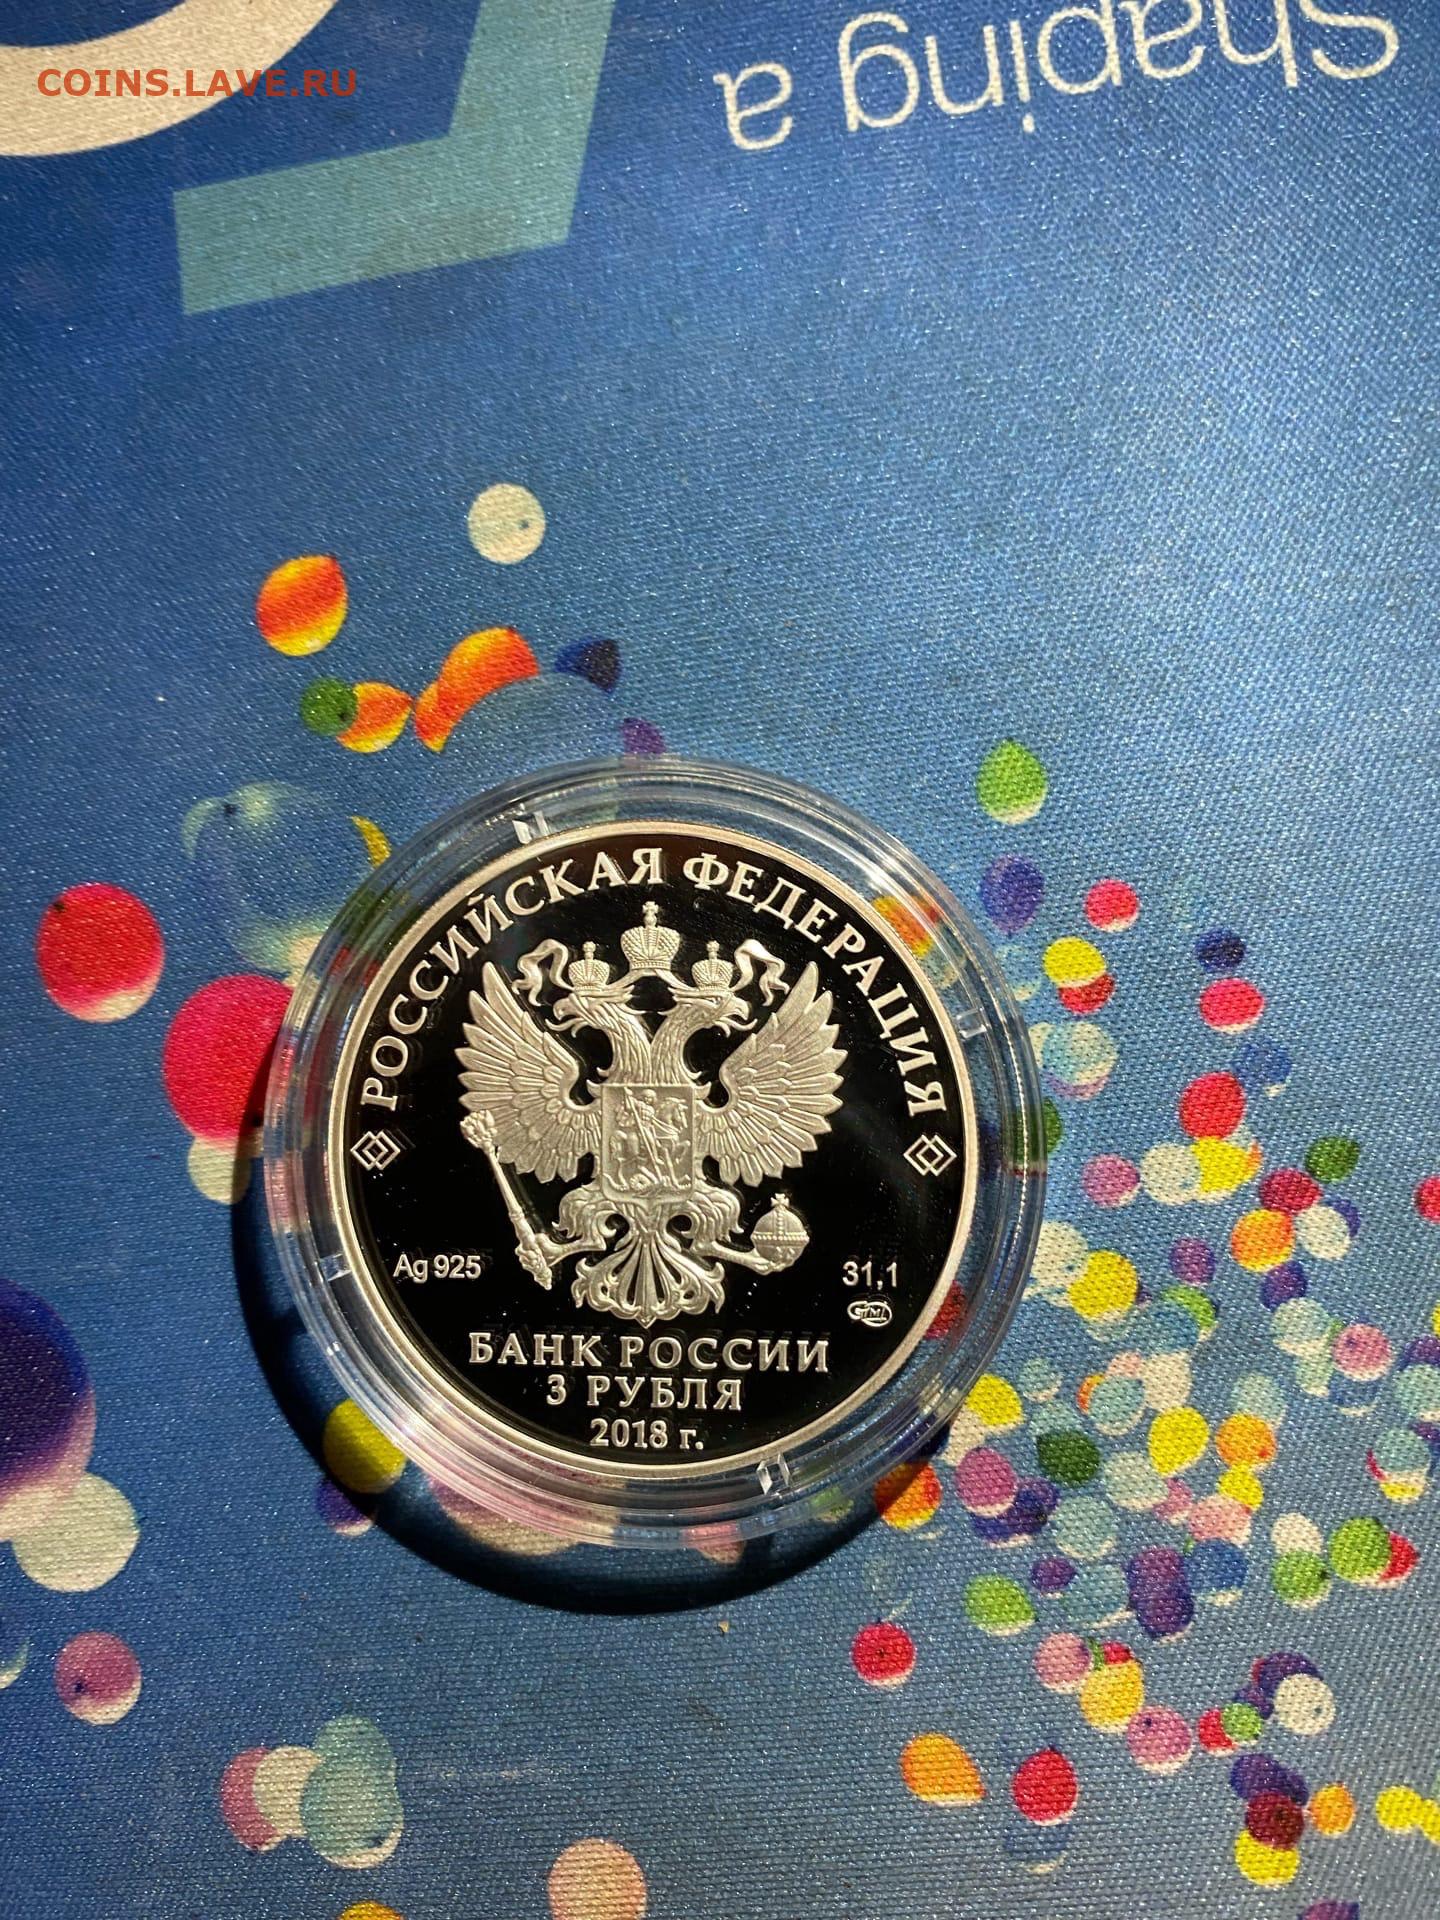 COINS.LAVE.RU
Shaping a
РОССИЙСКАЯ ФЕДЕРАЦИЯ
Ag 925
31,1
БАНК РОССИИ
3 РУБЛЯ
2018 г.